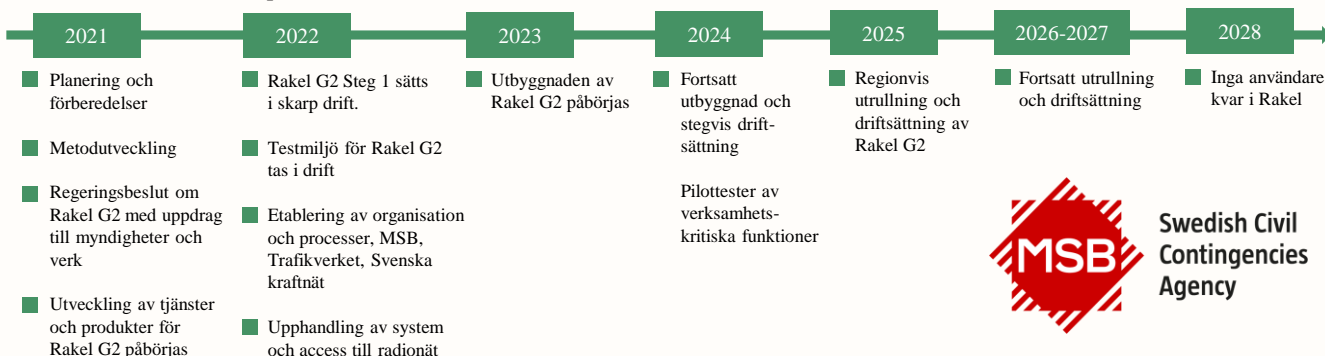 2021
2022
2023
2024
2025
2026-2027
2028
Planering och
förberedelser
Metodutveckling
Regeringsbeslut om
Rakel G2 med uppdrag
till myndigheter och
verk
Utveckling av tjänster
och produkter för
Rakel G2 påbörjas
Rakel G2 Steg 1 sätts
i skarp drift.
Testmiljö för Rakel G2
tas i drift
Etablering av organisation
och processer, MSB,
Trafikverket, Svenska
kraftnät
Upphandling av system
och access till radionät
Utbyggnaden av
Rakel G2 påbörjas
Fortsatt
utbyggnad och
stegvis drift-
sättning
Pilottester av
verksamhets-
kritiska funktioner
Regionvis
utrullning och
driftsättning av
Rakel G2
Fortsatt utrullning
och driftsättning
Inga användare
kvar i Rakel
MSB
Swedish Civil
Contingencies
Agency